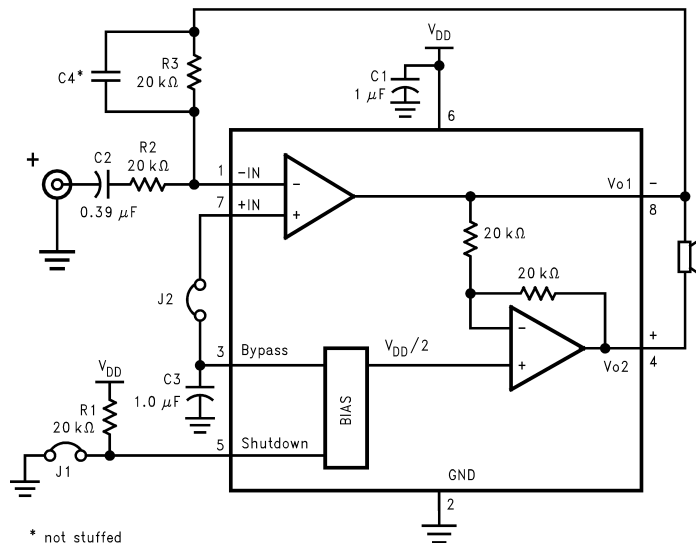 V_DD
R3
20 kΩ
C4*
C1
1 µF
6
+
C2
R2
20 kΩ
0.39 µF
1
-IN
7
+IN
-
+
Vo1
-
8
20 kΩ
20 kΩ
J2
3
Bypass
V_DD/2
-
+
+
4
Vo2
C3
1.0 µF
V_DD
R1
20 kΩ
BIAS
5
Shutdown
J1
GND
2
* not stuffed